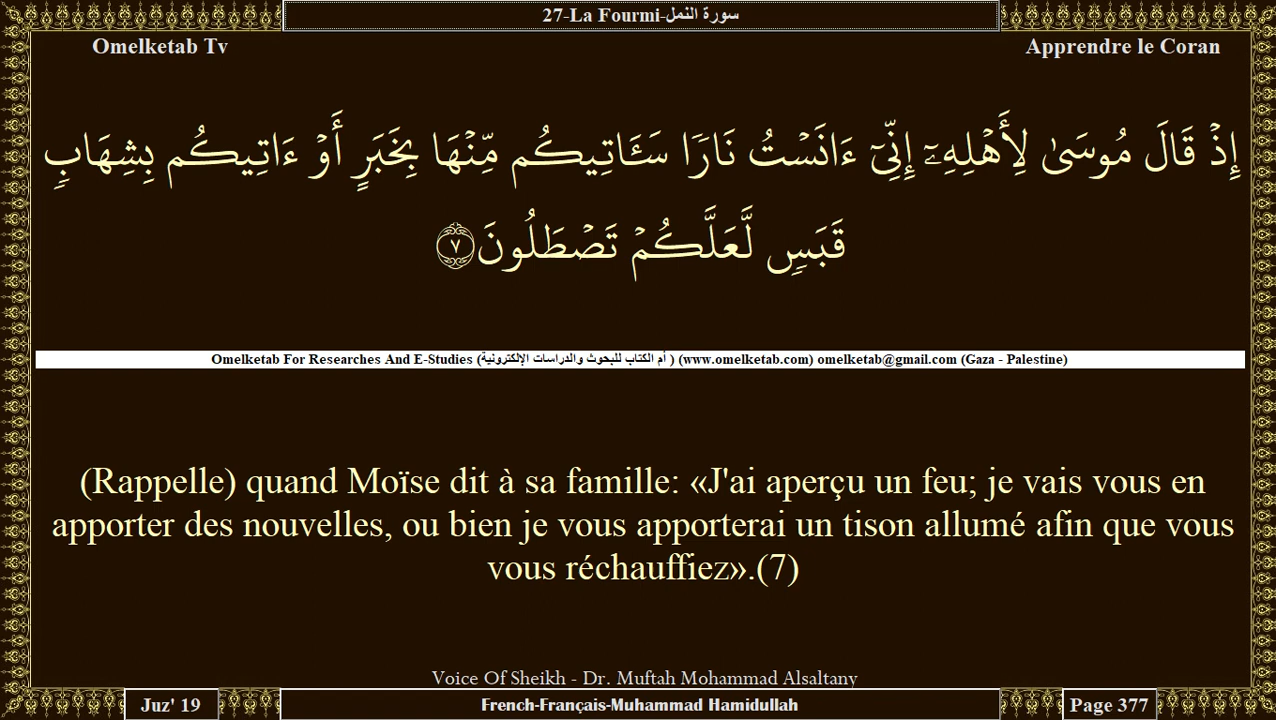 27-La Fourmi-سورة النمل
Omelketab Tv
Apprendre le Coran
إِذۡ قَالَ مُوسَىٰ لِأَهۡلِهِۦٓ إِنِّيٓ ءَانَسۡتُ نَارٗا سَـَٔاتِيكُم مِّنۡهَا بِخَبَرٍ أَوۡ ءَاتِيكُم بِشِهَابٖ
قَبَسٖ لَّعَلَّكُمۡ تَصۡطَلُونَ ٧
Omelketab For Researches And E-Studies (أم الكتاب للبحوث والدراسات الإلكترونية ) (www.omelketab.com) omelketab@gmail.com (Gaza - Palestine)
(Rappelle) quand Moïse dit à sa famille: «J'ai aperçu un feu; je vais vous en
apporter des nouvelles, ou bien je vous apporterai un tison allumé afin que vous
vous réchauffiez».(7)
Voice Of Sheikh - Dr. Muftah Mohammad Alsaltany
Juz' 19
French-Français-Muhammad Hamidullah
Page 377